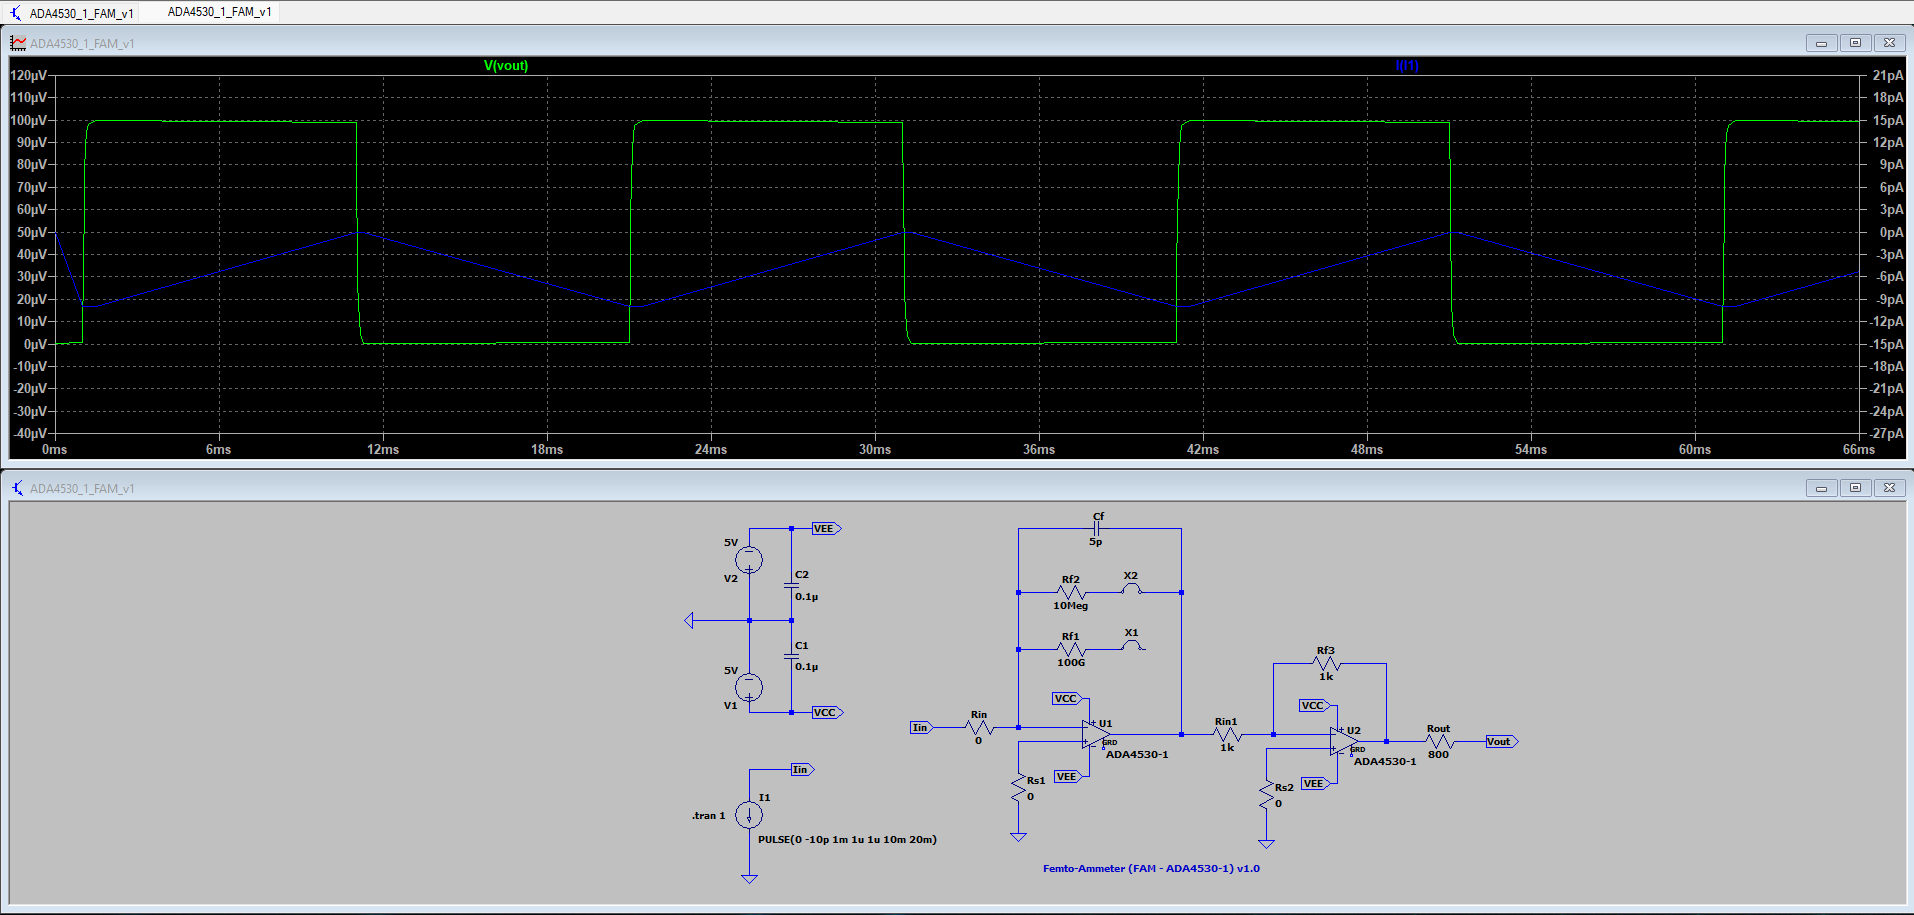 ADA4530_1_FAM_v1 ADA4530_1_FAM_v1
ADA4530_1_FAM_v1
V(vout) I(I1)
120µV 21pA
110µV 18pA
100µV 15pA
90µV 12pA
80µV 9pA
70µV 6pA
60µV 3pA
50µV 0pA
40µV -3pA
30µV -6pA
20µV -9pA
10µV -12pA
0µV -15pA
-10µV -18pA
-20µV -21pA
-30µV -24pA
-40µV -27pA
0ms 6ms 12ms 18ms 24ms 30ms 36ms 42ms 48ms 54ms 60ms 66ms
ADA4530_1_FAM_v1
VEE
5V
V2
C2
0.1µ
C1
0.1µ
5V
V1
VCC
Iin
I1
.tran 1
PULSE(0 -10p 1m 1u 1u 10m 20m)
Cf
5p
Rf2
10Meg
X2
Rf1
100G
X1
VCC
Iin
Rin
0
U1
GRD
ADA4530-1
VEE
Rs1
0
Rin1
1k
Rf3
1k
VCC
U2
GRD
ADA4530-1
VEE
Rs2
0
Rout
800
Vout
Femto-Ammeter (FAM - ADA4530-1) v1.0